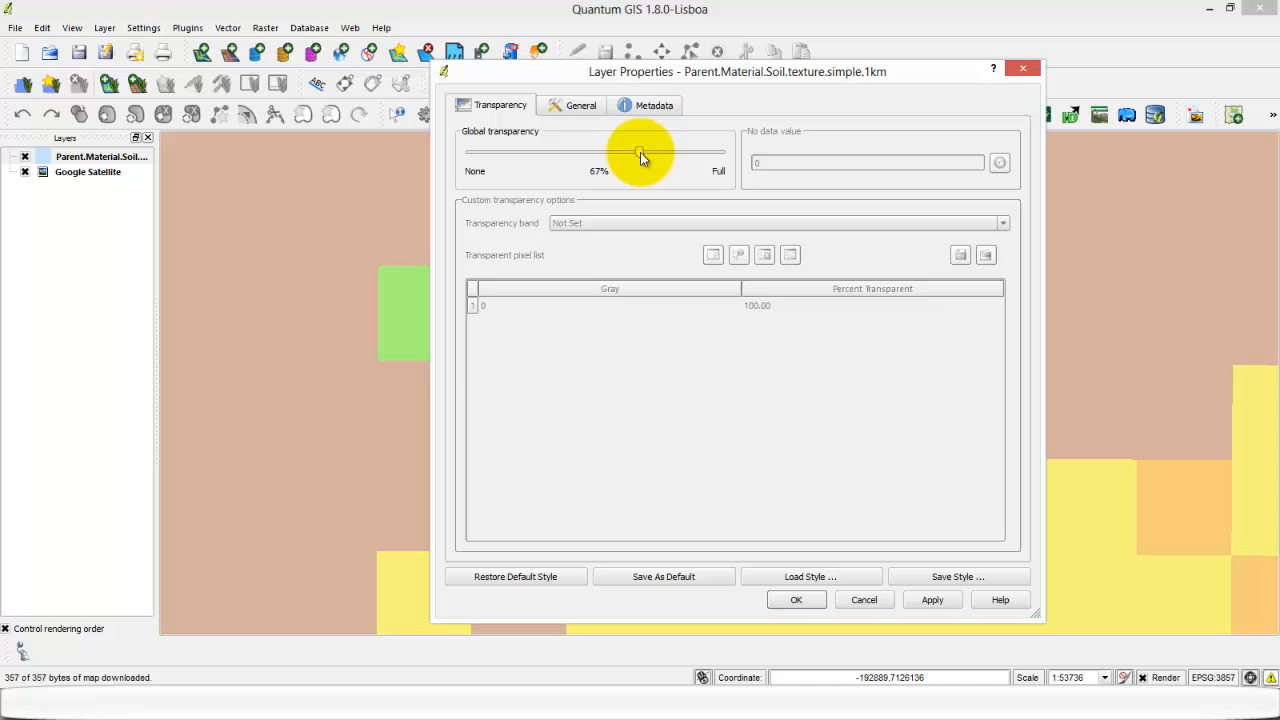 Quantum GIS 1.8.0-Lisboa
File Edit View Layer Settings Plugins Vector Raster Database Web Help
Layer Properties - Parent.Material.Soil.texture.simple.1km
?
Transparency General Metadata
Layers
Parent.Material.Soil....
Google Satellite
Global transparency
None 67% Full
No data value
0
Custom transparency options
Transparency band Not Set
Transparent pixel list
Gray Percent Transparent
1 0 100.00
Restore Default Style Save As Default Load Style ... Save Style ...
OK Cancel Apply Help
Control rendering order
357 of 357 bytes of map downloaded. Coordinate: -192889,7126136 Scale 1:53736 Render EPSG:3857